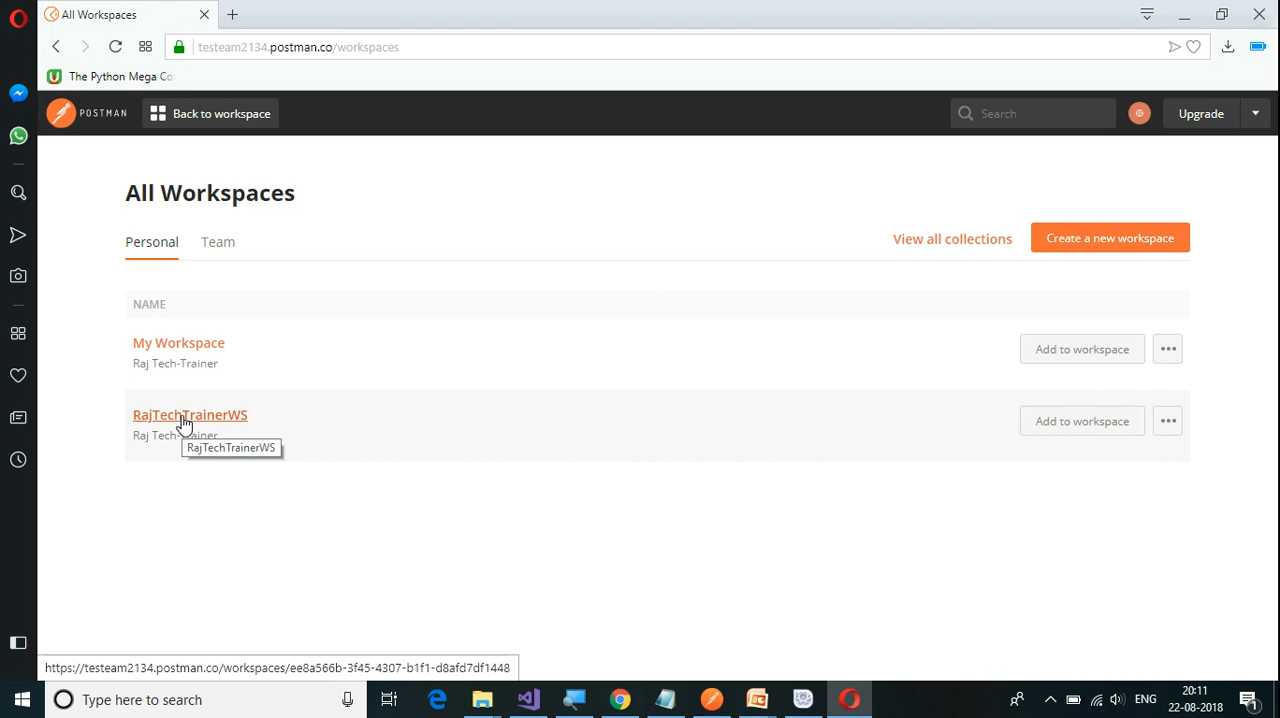 All Workspaces
testeam2134.postman.co/workspaces
The Python Mega Co
POSTMAN
Back to workspace
Search
Upgrade
All Workspaces
Personal
Team
View all collections
Create a new workspace
NAME
My Workspace
Raj Tech-Trainer
Add to workspace
RajTechTrainerWS
Raj Tech-Trainer
Add to workspace
RajTechTrainerWS
https://testeam2134.postman.co/workspaces/ee8a566b-3f45-4307-b1f1-d8afd7df1448
Type here to search
ENG
20:11
22-08-2018
1